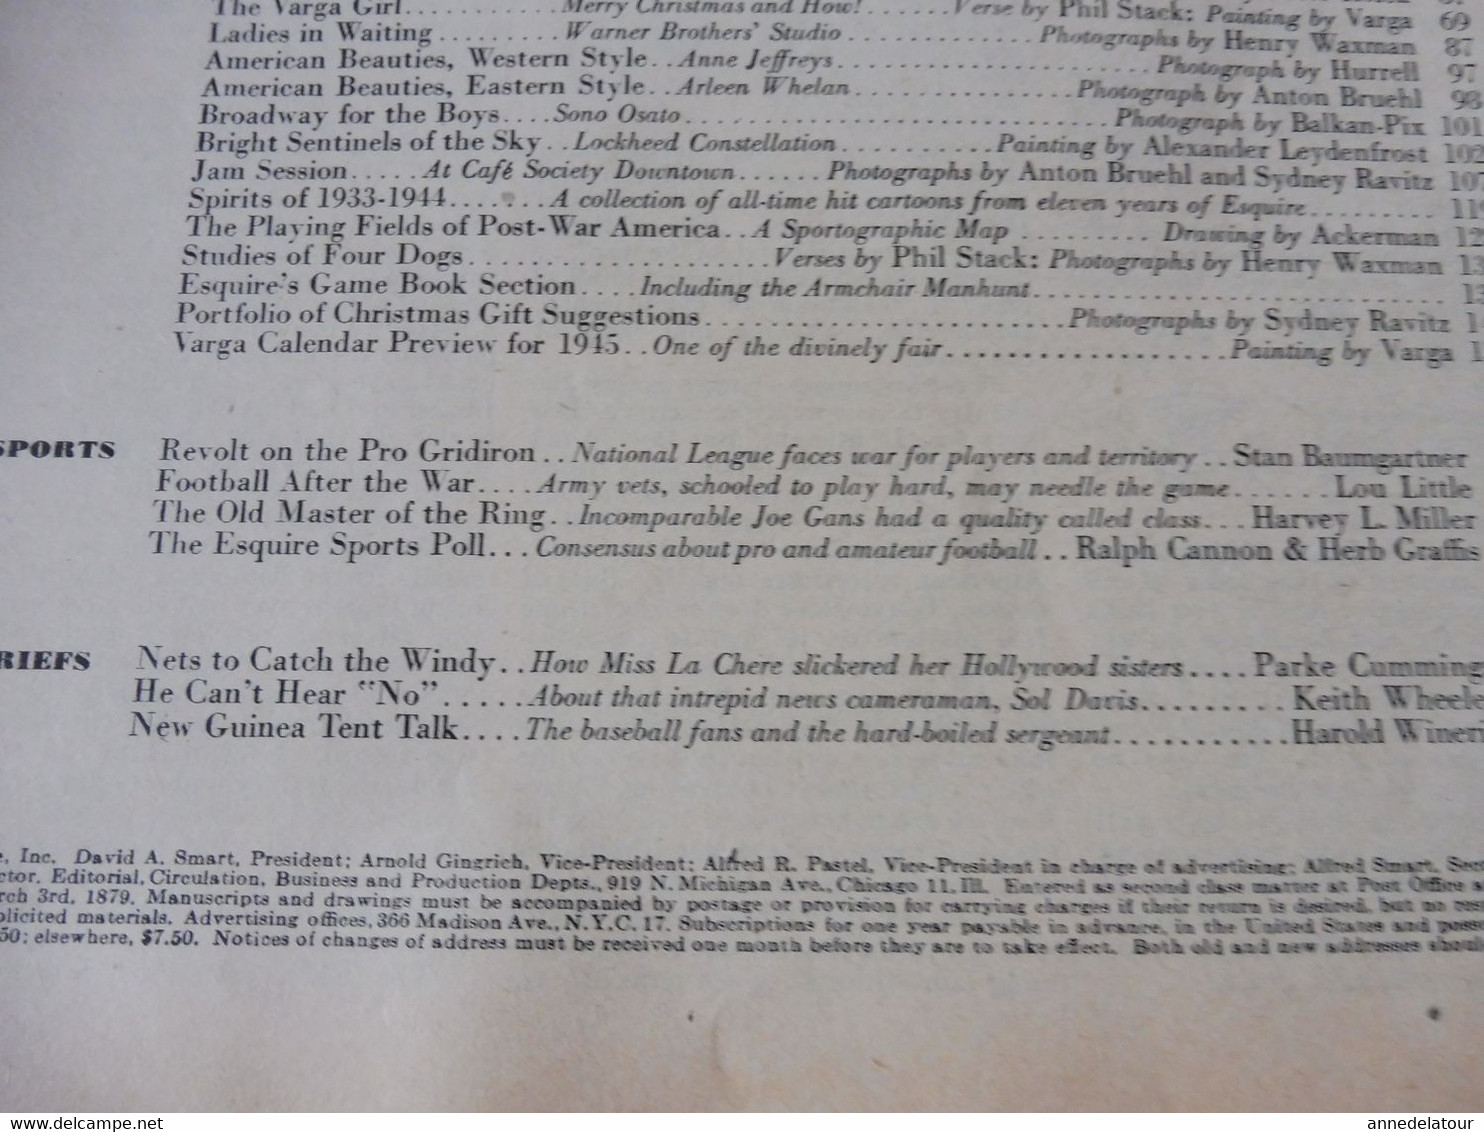 The Varga Girl............Merry Christmas and How!.......Verse by Phil Stack: Painting by Varga 69
Ladies in Waiting.........Warner Brothers' Studio.............Photographs by Henry Waxman 87
American Beauties, Western Style..Anne Jeffreys......................Photograph by Hurrell 97
American Beauties, Eastern Style..Arleen Whelan...............Photograph by Anton Bruehl 98
Broadway for the Boys....Sono Osato..............................Photograph by Balkan-Pix 101
Bright Sentinels of the Sky..Lockheed Constellation..........Painting by Alexander Leydenfrost 102
Jam Session.....At Café Society Downtown......Photographs by Anton Bruehl and Sydney Ravitz 107
Spirits of 1933-1944.......A collection of all-time hit cartoons from eleven years of Esquire.........
The Playing Fields of Post-War America..A Sportographic Map.........Drawing by Ackerman
Studies of Four Dogs.....................Verses by Phil Stack: Photographs by Henry Waxman
Esquire's Game Book Section....Including the Armchair Manhunt.............................
Portfolio of Christmas Gift Suggestions........................Photographs by Sydney Ravitz
Varga Calendar Preview for 1945..One of the divinely fair...................Painting by Varga
SPORTS Revolt on the Pro Gridiron..National League faces war for players and territory..Stan Baumgartner
Football After the War....Army vets, schooled to play hard, may needle the game......Lou Little
The Old Master of the Ring..Incomparable Joe Gans had a quality called class...Harvey L. Miller
The Esquire Sports Poll...Consensus about pro and amateur football..Ralph Cannon & Herb Graffis
RIEFS Nets to Catch the Windy..How Miss La Chere slickered her Hollywood sisters....Parke Cumming
He Can't Hear "No".....About that intrepid news cameraman, Sol Davis.........Keith Wheele
New Guinea Tent Talk....The baseball fans and the hard-boiled sergeant............Harold Winer
, Inc. David A. Smart, President; Arnold Gingrich, Vice-President; Alfred R. Pastel, Vice-President in charge of advertising; Alfred Smart, Sec
ctor. Editorial, Circulation, Business and Production Depts., 919 N. Michigan Ave., Chicago 11, Ill. Entered as second class matter at Post Office a
rch 3rd, 1879. Manuscripts and drawings must be accompanied by postage or provision for carrying charges if their return is desired, but no
olicited materials. Advertising offices, 366 Madison Ave., N.Y.C. 17. Subscriptions for one year payable in advance, in the United States and posse
50; elsewhere, $7.50. Notices of changes of address must be received one month before they are to take effect. Both old and new addresses shoul
annedelatour